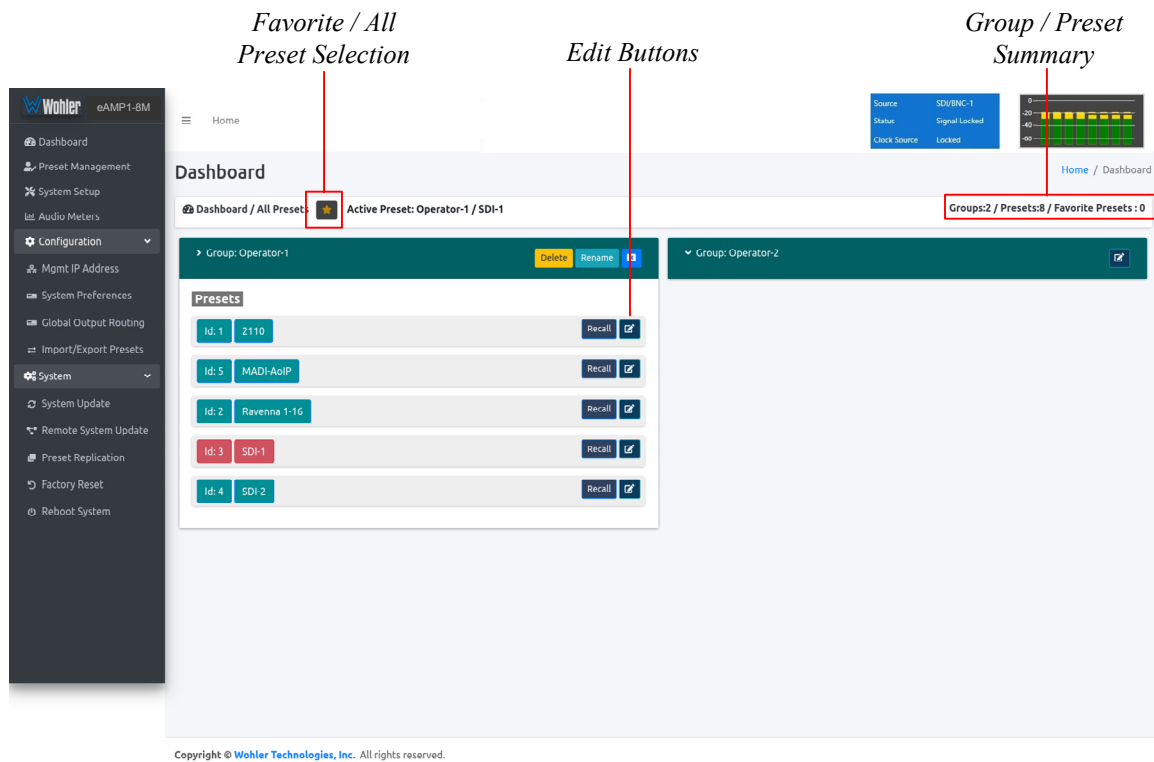 Favorite / All
Preset Selection
Edit Buttons
Group / Preset
Summary
Wohler eAMP1-8M
Dashboard
Preset Management
System Setup
Audio Meters
Configuration
Mgmt IP Address
System Preferences
Global Output Routing
Import/Export Presets
System
System Update
Remote System Update
Preset Replication
Factory Reset
Reboot System
Home
Source SDI/BNC-1
Status Signal Locked
Clock Source Locked
0
-20
-40
-60
Dashboard
Home / Dashboard
Dashboard / All Presets
Active Preset: Operator-1 / SDI-1
Groups:2 / Presets:8 / Favorite Presets : 0
Group: Operator-1
Delete
Rename
Group: Operator-2
Presets
Id: 1 2110 Recall
Id: 5 MADI-AoIP Recall
Id: 2 Ravenna 1-16 Recall
Id: 3 SDI-1 Recall
Id: 4 SDI-2 Recall
Copyright © Wohler Technologies, Inc. All rights reserved.